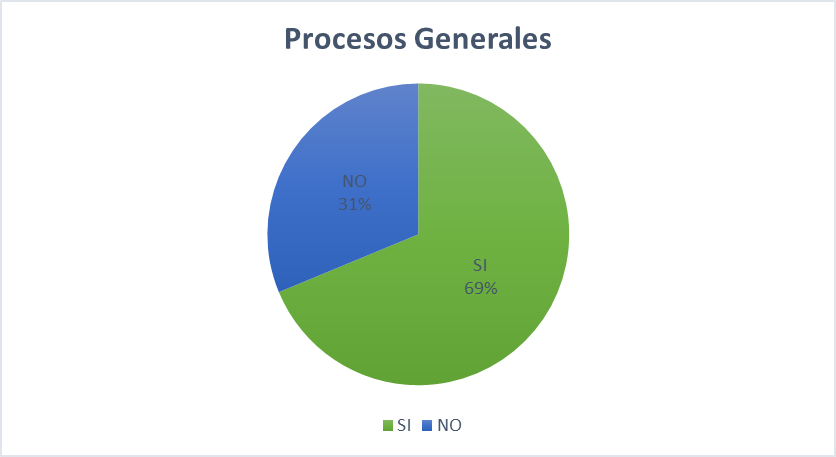 Procesos Generales
NO
31%
SI
69%
SI NO